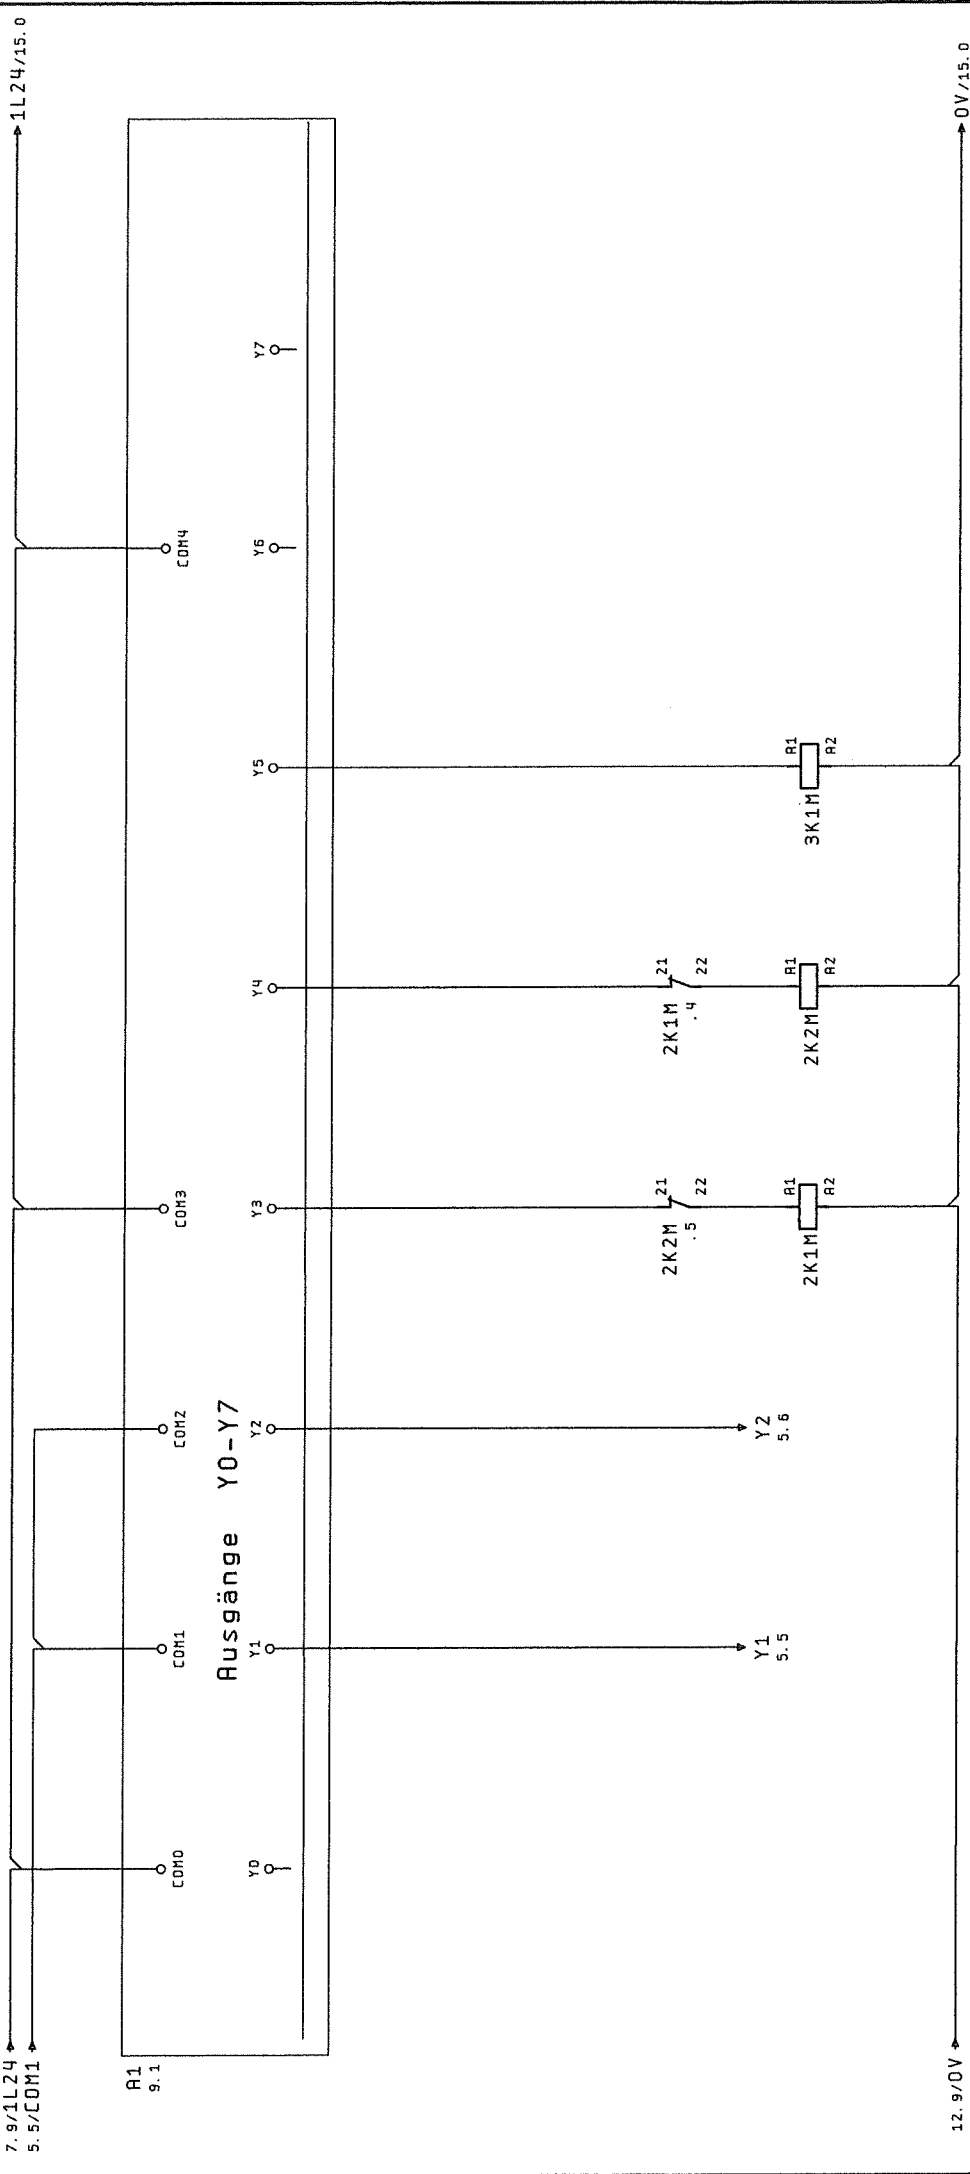 7.9/1L24
1L24/15.0
5.5/COM1
A1
9.1
COM0
COM1
COM2
COM3
COM4
Ausgänge Y0-Y7
Y0
Y1
Y2
Y3
Y4
Y5
Y6
Y7
2K2M
.5
21
22
2K1M
.4
21
22
Y1
5.5
Y2
5.6
2K1M
A1
A2
2K2M
A1
A2
3K1M
A1
A2
12.9/0V
0V/15.0